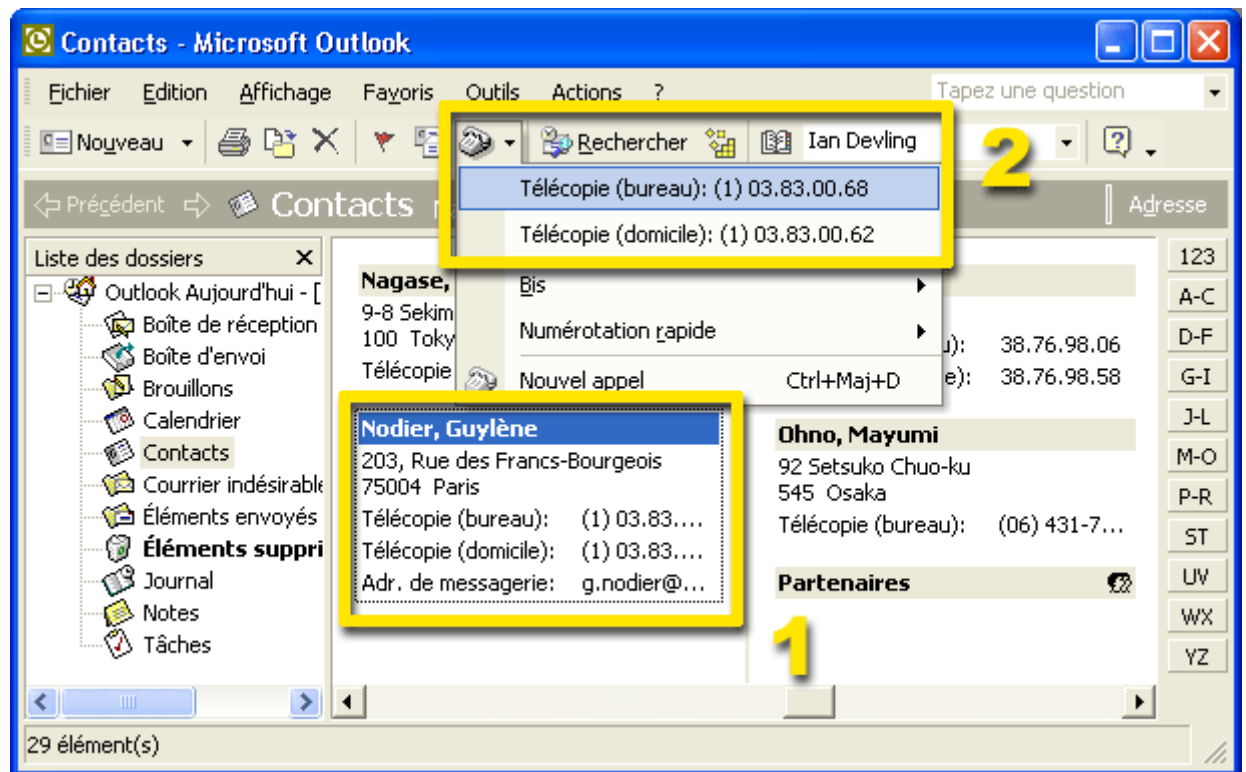 Contacts - Microsoft Outlook
Fichier Edition Affichage Favoris Outils Actions ? Tapez une question
Nouveau Rechercher Ian Devling
2
Télécopie (bureau): (1) 03.83.00.68
Télécopie (domicile): (1) 03.83.00.62
Bis
Numérotation rapide
Nouvel appel Ctrl+Maj+D
Précédent Contacts Adresse
Liste des dossiers
Outlook Aujourd'hui - [
Boîte de réception
Boîte d'envoi
Brouillons
Calendrier
Contacts
Courrier indésirable
Éléments envoyés
Éléments suppri
Journal
Notes
Tâches
Nagase,
9-8 Sekim
100 Toky
Télécopie
Nodier, Guylène
203, Rue des Francs-Bourgeois
75004 Paris
Télécopie (bureau): (1) 03.83....
Télécopie (domicile): (1) 03.83....
Adr. de messagerie: g.nodier@...
1
38.76.98.06
e): 38.76.98.58
Ohno, Mayumi
92 Setsuko Chuo-ku
545 Osaka
Télécopie (bureau): (06) 431-7...
Partenaires
123
A-C
D-F
G-I
J-L
M-O
P-R
ST
UV
WX
YZ
29 élément(s)